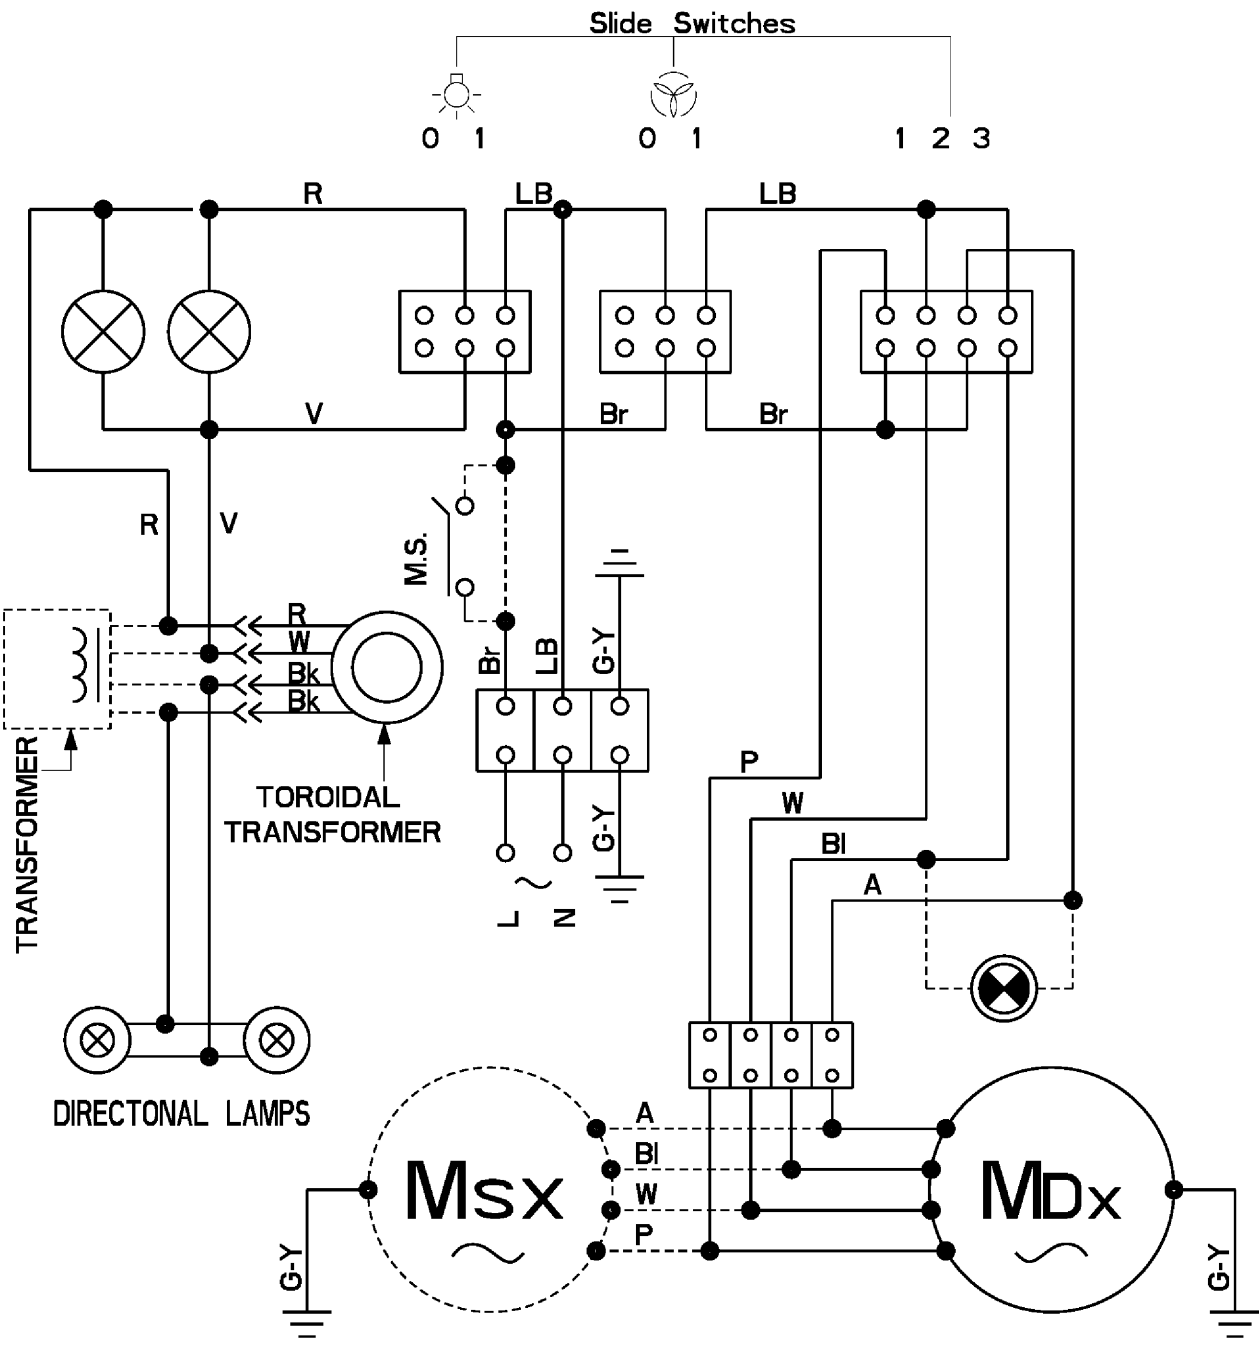 Slide Switches
0 1
0 1
1 2 3
R
LB
LB
V
Br
Br
R
V
M.S.
R
W
Bk
Bk
Br
LB
G-Y
TRANSFORMER
TOROIDAL
TRANSFORMER
G-Y
L
N
P
W
Bl
A
DIRECTONAL LAMPS
A
Bl
W
P
MSX
MDX
G-Y
G-Y